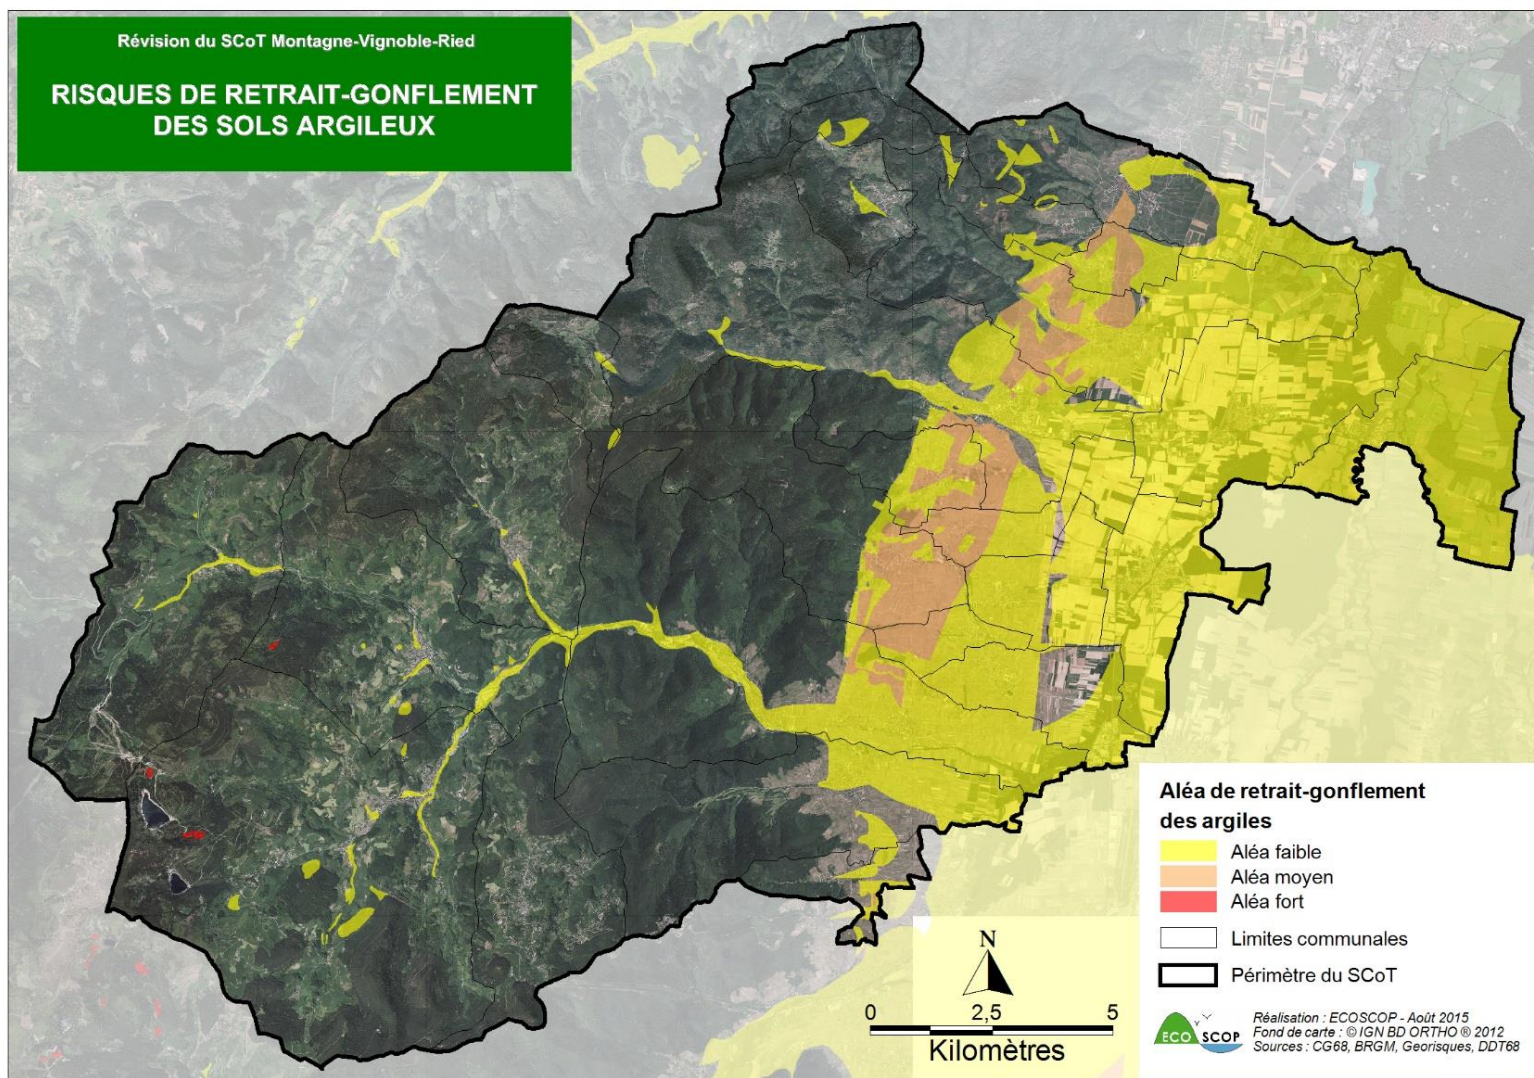 Révision du SCoT Montagne-Vignoble-Ried
RISQUES DE RETRAIT-GONFLEMENT
DES SOLS ARGILEUX
Aléa de retrait-gonflement
des argiles
Aléa faible
Aléa moyen
Aléa fort
Limites communales
Périmètre du SCoT
N
0 2,5 5
Kilomètres
ECO SCOP
Réalisation : ECOSCOP - Août 2015
Fond de carte : © IGN BD ORTHO ® 2012
Sources : CG68, BRGM, Georisques, DDT68